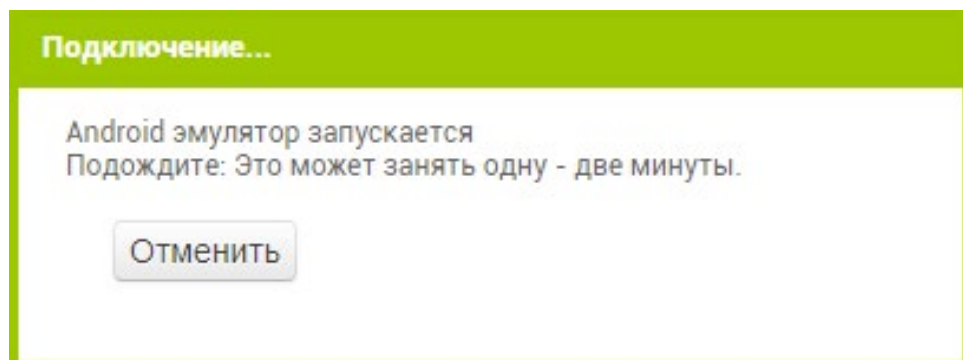 Подключение...
Android эмулятор запускается
Подождите: Это может занять одну - две минуты.
Отменить